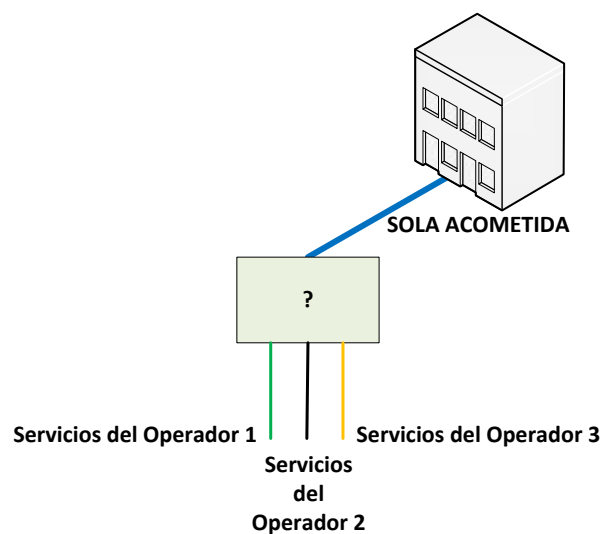 SOLA ACOMETIDA
?
Servicios del Operador 1
Servicios del Operador 3
Servicios
del
Operador 2